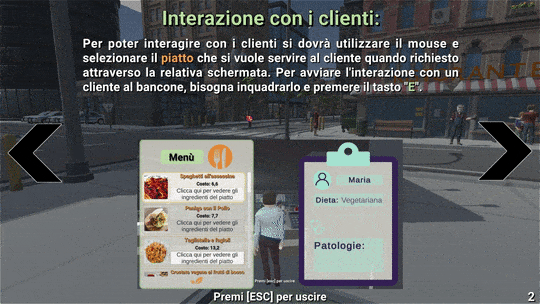 Interazione con i clienti:
Per poter interagire con i clienti si dovrà utilizzare il mouse e
selezionare il piatto che si vuole servire al cliente quando richiesto
attraverso la relativa schermata. Per avviare l'interazione con un
cliente al bancone, bisogna inquadrarlo e premere il tasto "E".
Menù
Spaghetti all'assassina
Costo: 6,6
Clicca qui per vedere gli
ingredienti del piatto
Panigo con il Pollo
Costo: 7,7
Clicca qui per vedere gli
ingredienti del piatto
Tagliatella e fagioli
Costo: 13,2
Clicca qui per vedere gli
ingredienti del piatto
Crostata vegana ai frutti di bosco
Maria
Dieta: Vegetariana
Patologie:
Premi [ESC] per uscire
Premi [ESC] per uscire
2